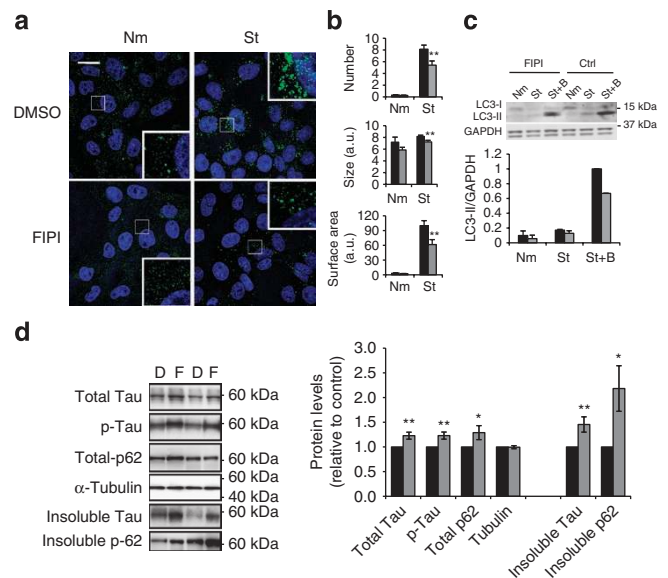 a
Nm
St
DMSO
FIPI
b
Number
10
8
6
4
2
0
**
Nm
St
Size (a.u.)
10
8
6
4
2
0
**
Nm
St
Surface area
(a.u.)
120
90
60
30
0
**
Nm
St
c
FIPI
Ctrl
Nm
St
St+B
Nm
St
St+B
LC3-I
LC3-II
GAPDH
15 kDa
37 kDa
LC3-II/GAPDH
1.2
1
0.8
0.6
0.4
0.2
0
Nm
St
St+B
d
D F D F
Total Tau
60 kDa
p-Tau
60 kDa
Total-p62
60 kDa
α-Tubulin
60 kDa
40 kDa
Insoluble Tau
60 kDa
Insoluble p-62
60 kDa
Protein levels
(relative to control)
3.0
2.5
2.0
1.5
1.0
0.5
0.0
**
**
*
**
*
Total Tau
p-Tau
Total p62
Tubulin
Insoluble Tau
Insoluble p62